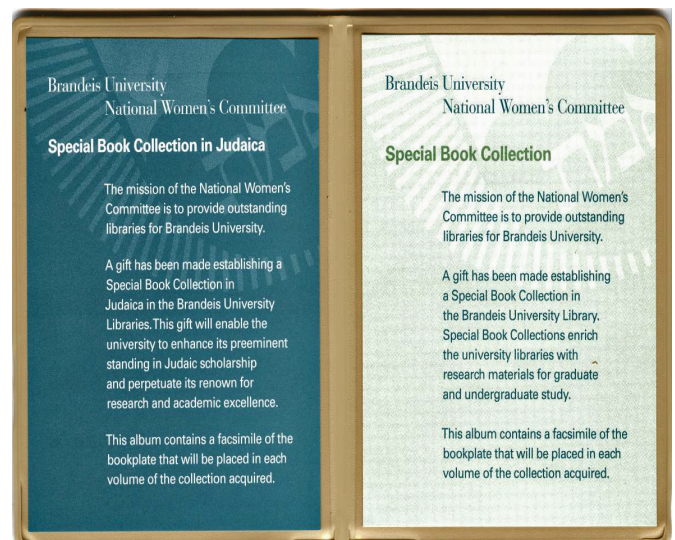 Brandeis University
National Women's Committee
Special Book Collection in Judaica
The mission of the National Women's
Committee is to provide outstanding
libraries for Brandeis University.
A gift has been made establishing a
Special Book Collection in
Judaica in the Brandeis University
Libraries. This gift will enable the
university to enhance its preeminent
standing in Judaic scholarship
and perpetuate its renown for
research and academic excellence.
This album contains a facsimile of the
bookplate that will be placed in each
volume of the collection acquired.
Brandeis University
National Women's Committee
Special Book Collection
The mission of the National Women's
Committee is to provide outstanding
libraries for Brandeis University.
A gift has been made establishing
a Special Book Collection in
the Brandeis University Library.
Special Book Collections enrich
the university libraries with
research materials for graduate
and undergraduate study.
This album contains a facsimile of the
bookplate that will be placed in each
volume of the collection acquired.